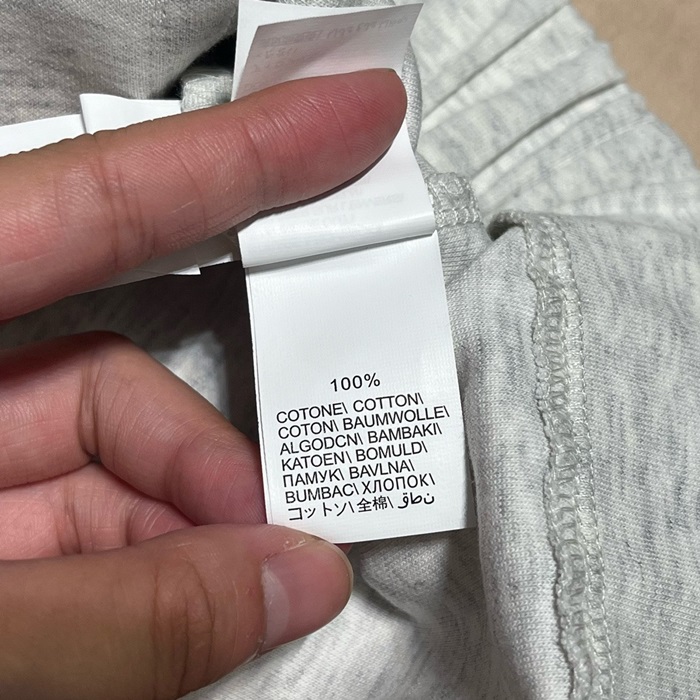 100%
COTONE\ COTTON\
COTON\ BAUMWOLLE\
ALGODCN\ BAMBAKI\
KATOEN\ BOMULD\
ПАМУК\ BAVLNA\
BUMBAC\ ХЛОПОК\
コットン\ 全棉\ نطاق